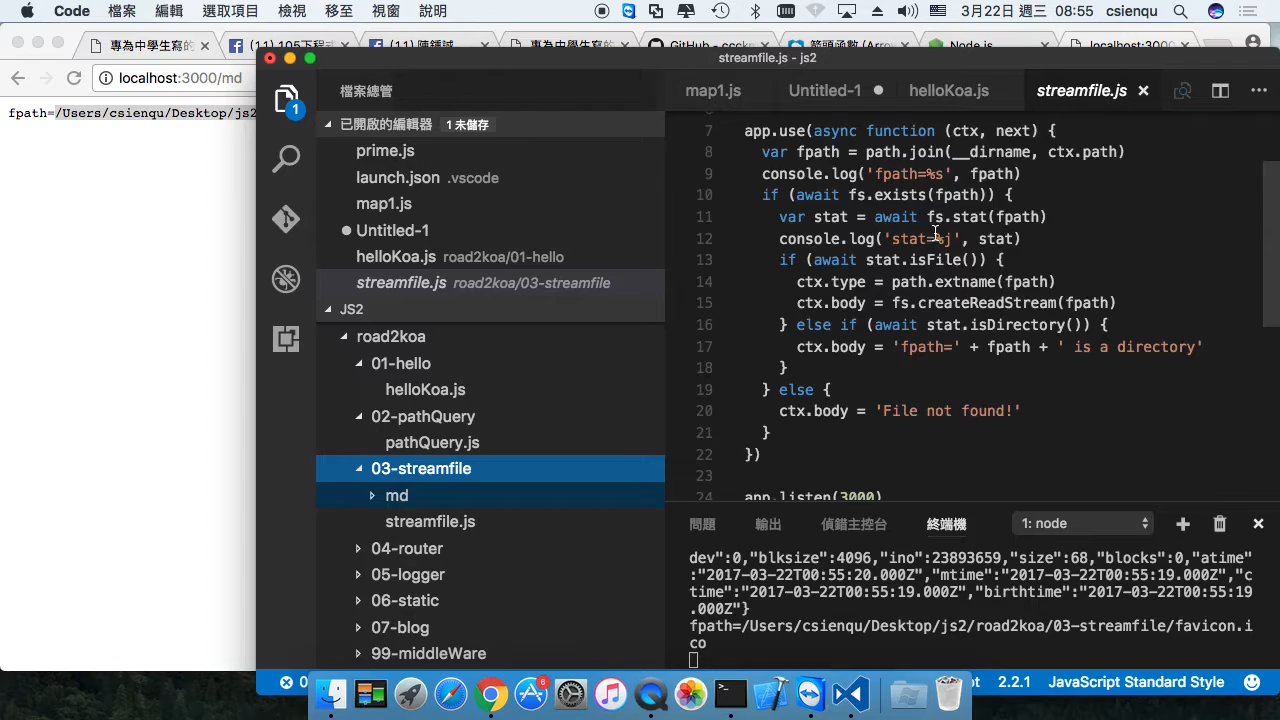 Code 檔案 編輯 選取項目 檢視 移至 視窗 說明 3月22日 週三 08:55 csienqu
專為中學生寫的
localhost:3000/md
fpath=/Users/csienqu/Desktop/js2
streamfile.js - js2
檔案總管
已開啟的編輯器 1 未儲存
prime.js
launch.json .vscode
map1.js
Untitled-1
helloKoa.js road2koa/01-hello
streamfile.js road2koa/03-streamfile
JS2
road2koa
01-hello
helloKoa.js
02-pathQuery
pathQuery.js
03-streamfile
md
streamfile.js
04-router
05-logger
06-static
07-blog
99-middleWare
1
map1.js Untitled-1 helloKoa.js streamfile.js
7 app.use(async function (ctx, next) {
8 var fpath = path.join(__dirname, ctx.path)
9 console.log('fpath=%s', fpath)
10 if (await fs.exists(fpath)) {
11 var stat = await fs.stat(fpath)
12 console.log('stat=%j', stat)
13 if (await stat.isFile()) {
14 ctx.type = path.extname(fpath)
15 ctx.body = fs.createReadStream(fpath)
16 } else if (await stat.isDirectory()) {
17 ctx.body = 'fpath=' + fpath + ' is a directory'
18 }
19 } else {
20 ctx.body = 'File not found!'
21 }
22 })
23
24 app.listen(3000)
問題 輸出 偵錯主控台 終端機 1: node
dev":0,"blksize":4096,"ino":23893659,"size":68,"blocks":0,"atime"
:"2017-03-22T00:55:20.000Z","mtime":"2017-03-22T00:55:19.000Z","c
time":"2017-03-22T00:55:19.000Z","birthtime":"2017-03-22T00:55:19
.000Z"}
fpath=/Users/csienqu/Desktop/js2/road2koa/03-streamfile/favicon.i
co
0 2.2.1 JavaScript Standard Style
6